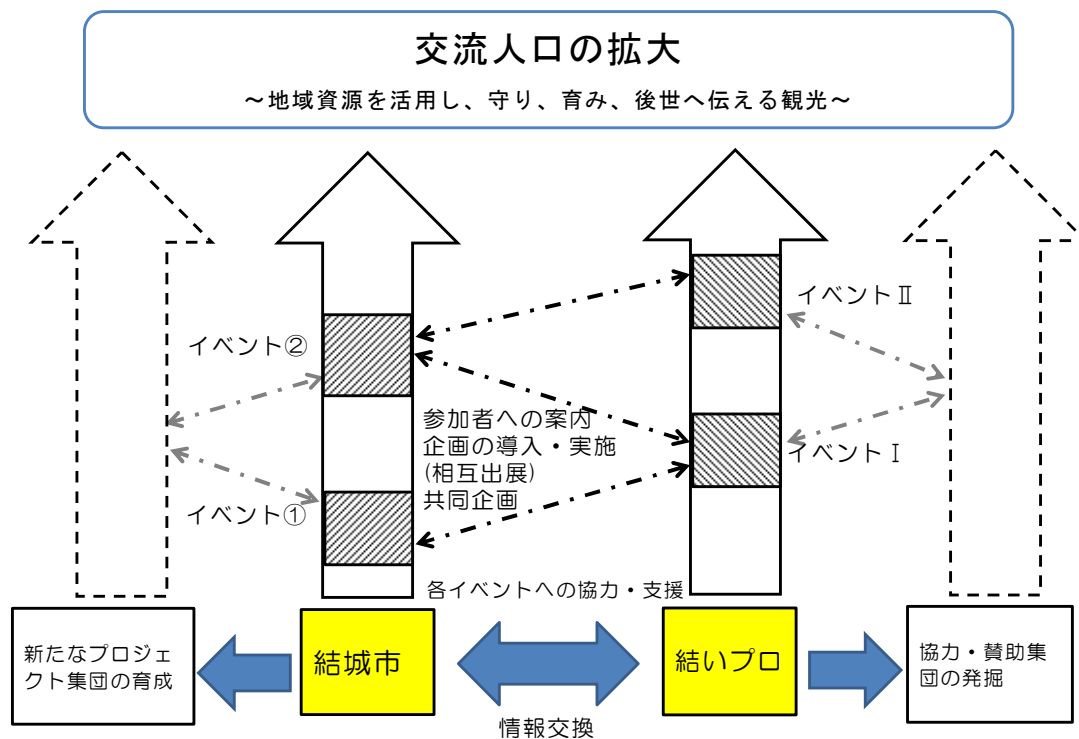 交流人口の拡大
～地域資源を活用し、守り、育み、後世へ伝える観光～
イベントⅡ
イベント②
参加者への案内
企画の導入・実施
(相互出展)
共同企画
イベントⅠ
イベント①
各イベントへの協力・支援
新たなプロジェ
クト集団の育成
結城市
結いプロ
協力・賛助集
団の発掘
情報交換